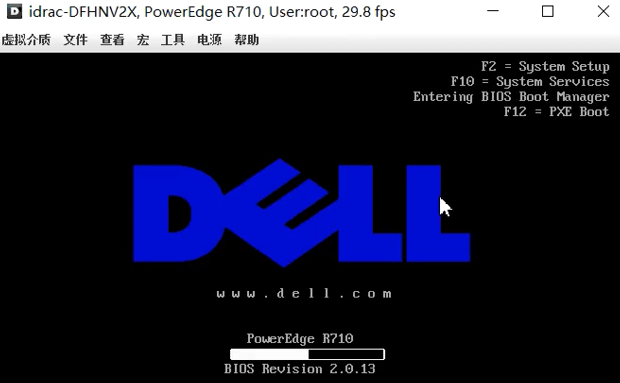 idrac-DFHNV2X, PowerEdge R710, User:root, 29.8 fps
虚拟介质 文件 查看 宏 工具 电源 帮助
F2 = System Setup
F10 = System Services
Entering BIOS Boot Manager
F12 = PXE Boot
DELL
www.dell.com
PowerEdge R710
BIOS Revision 2.0.13